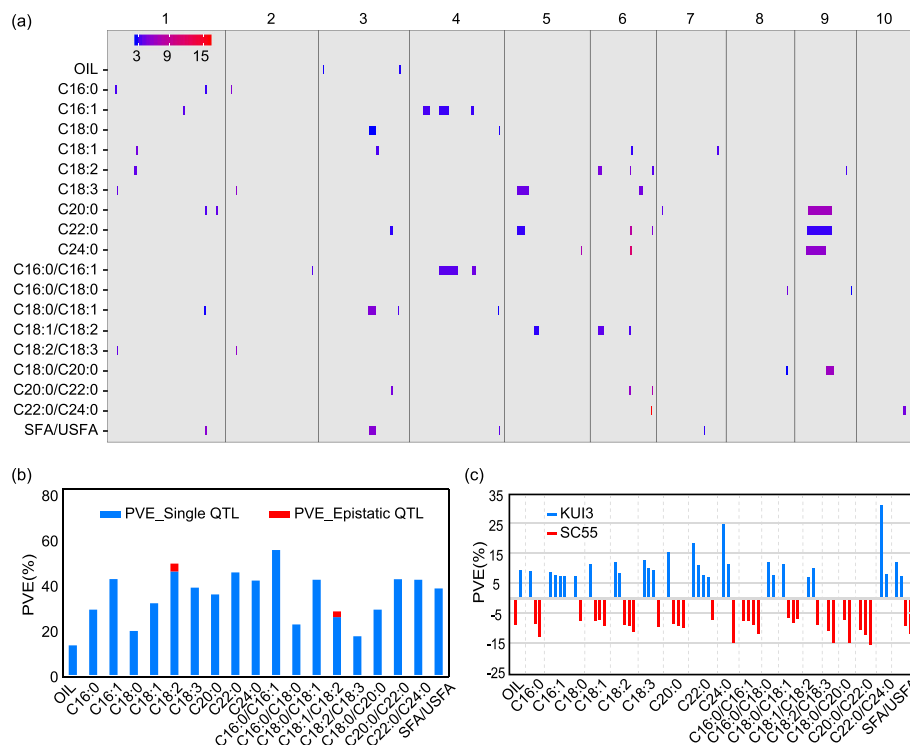 (a)
1 2 3 4 5 6 7 8 9 10
3 9 15
OIL
C16:0
C16:1
C18:0
C18:1
C18:2
C18:3
C20:0
C22:0
C24:0
C16:0/C16:1
C16:0/C18:0
C18:0/C18:1
C18:1/C18:2
C18:2/C18:3
C18:0/C20:0
C20:0/C22:0
C22:0/C24:0
SFA/USFA
(b)
PVE(%)
80
60
40
20
0
PVE_Single QTL PVE_Epistatic QTL
OIL C16:0 C16:1 C18:0 C18:1 C18:2 C18:3 C20:0 C22:0 C24:0 C16:0/C16:1 C16:0/C18:0 C18:0/C18:1 C18:1/C18:2 C18:2/C18:3 C18:0/C20:0 C20:0/C22:0 C22:0/C24:0 SFA/USFA
(c)
PVE(%)
35
25
15
5
-5
-15
-25
KUI3
SC55
OIL C16:0 C16:1 C18:0 C18:1 C18:2 C18:3 C20:0 C22:0 C24:0 C16:0/C16:1 C16:0/C18:0 C18:0/C18:1 C18:1/C18:2 C18:2/C18:3 C18:0/C20:0 C20:0/C22:0 C22:0/C24:0 SFA/USFA